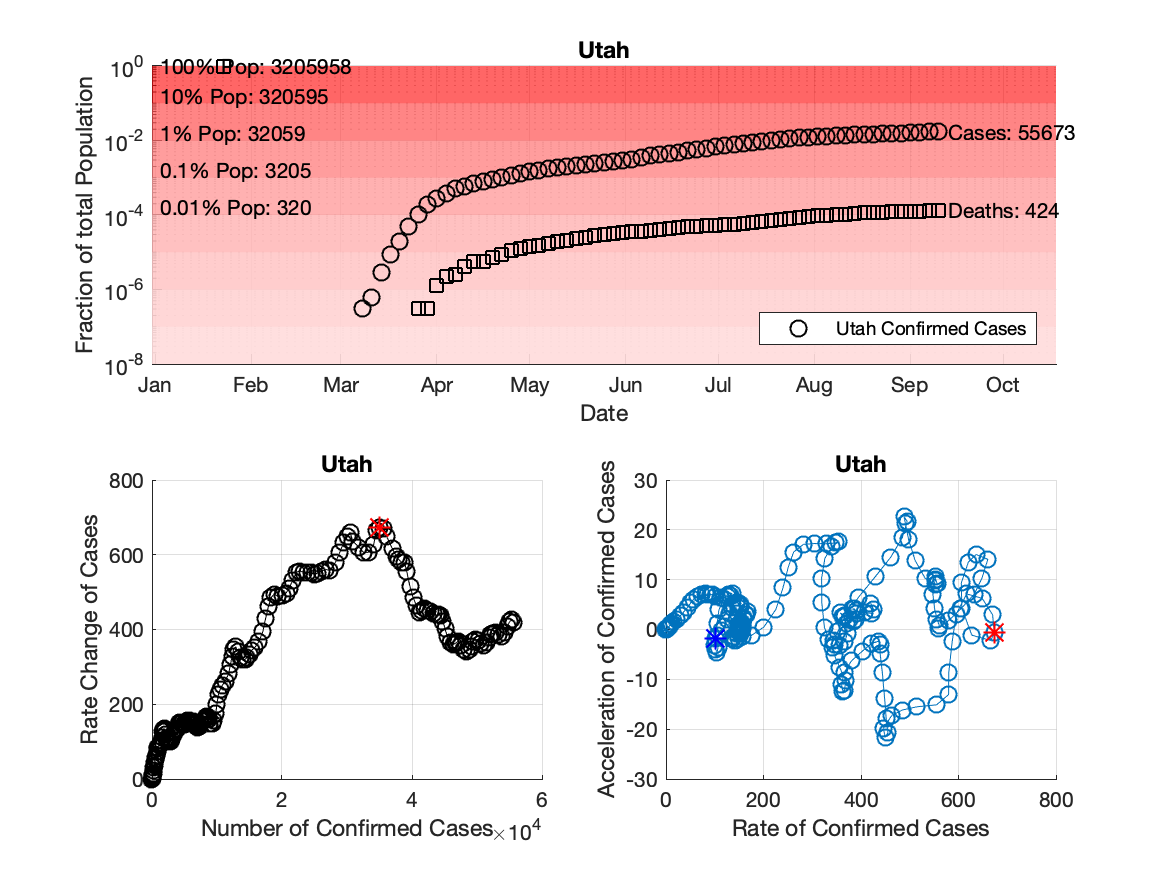 Utah
Fraction of total Population
10^0
10^-2
10^-4
10^-6
10^-8
100% Pop: 3205958
10% Pop: 320595
1% Pop: 32059
0.1% Pop: 3205
0.01% Pop: 320
Cases: 55673
Deaths: 424
Utah Confirmed Cases
Jan Feb Mar Apr May Jun Jul Aug Sep Oct
Date
Utah
Rate Change of Cases
800
600
400
200
0
0 2 4 6
Number of Confirmed Cases ×10^4
Utah
Acceleration of Confirmed Cases
30
20
10
0
-10
-20
-30
0 200 400 600 800
Rate of Confirmed Cases